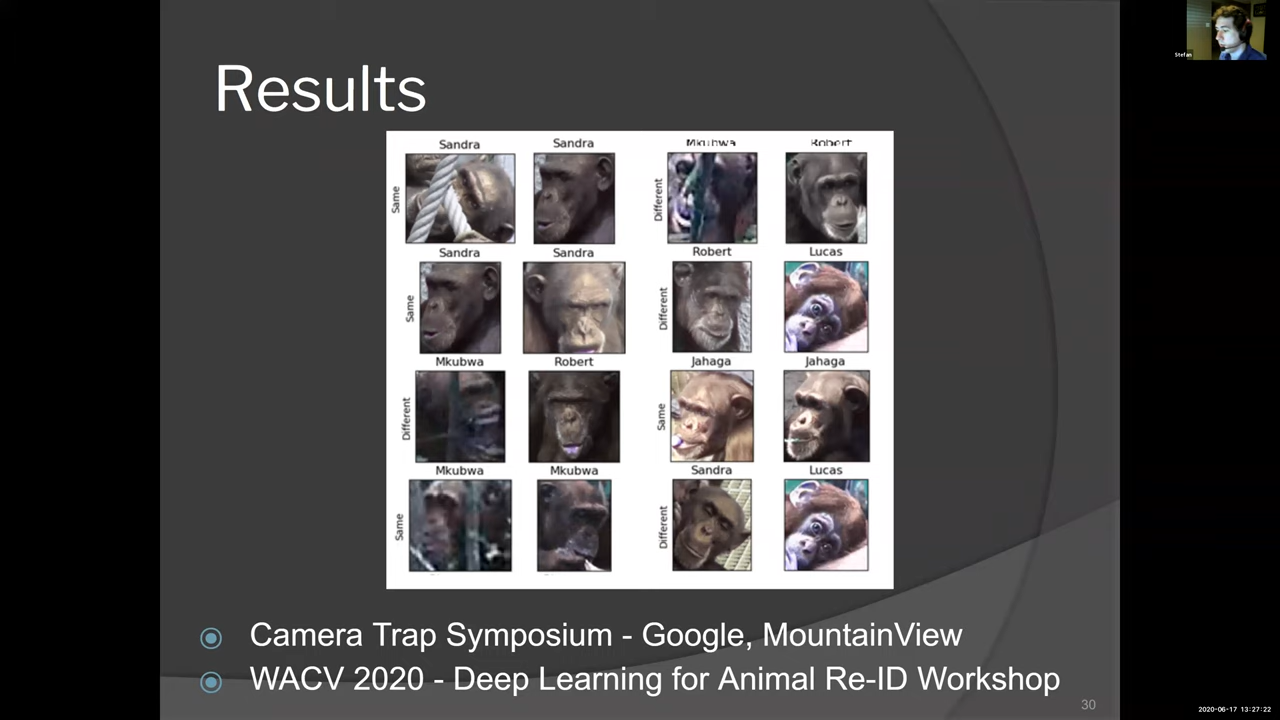 Stefan
Results
Sandra Sandra Mkubwa Robert
Same Different
Sandra Sandra Robert Lucas
Same Different
Mkubwa Robert Jahaga Jahaga
Different Same
Mkubwa Mkubwa Sandra Lucas
Same Different
Camera Trap Symposium - Google, MountainView
WACV 2020 - Deep Learning for Animal Re-ID Workshop
30
2020-06-17 13:27:22